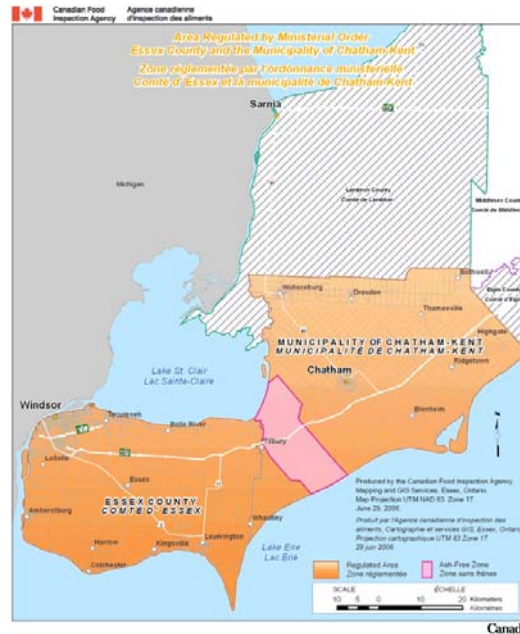 Canadian Food Inspection Agency
Agence canadienne d'inspection des aliments
Area Regulated by Ministerial Order
Essex County and the Municipality of Chatham-Kent
Zone réglementée par l'ordonnance ministérielle
Comté d'Essex et la municipalité de Chatham-Kent
Sarnia
Michigan
Lambton County
Comté de Lambton
Bothwell
Wallaceburg
Dresden
Thamesville
Highgate
MUNICIPALITY OF CHATHAM-KENT
MUNICIPALITÉ DE CHATHAM-KENT
Ridgetown
Chatham
Lake St. Clair
Lac Sainte-Claire
Blenheim
Windsor
Tecumseh
Belle River
Tilbury
LaSalle
Essex
ESSEX COUNTY
COMTÉ D'ESSEX
Amherstburg
Wheatley
Harrow
Kingsville
Leamington
Colchester
Lake Erie
Lac Érié
N
Produced by the Canadian Food Inspection Agency,
Mapping and GIS Services, Essex, Ontario.
Map Projection UTM NAD 83 Zone 17.
June 29, 2006.
Produit par l'Agence canadienne d'inspection des
aliments, Cartographie et services GIS, Essex, Ontario
Projection cartographique UTM 83 Zone 17.
29 juin 2006.
Regulated Area
Zone réglementée
Ash-Free Zone
Zone sans frênes
SCALE
ÉCHELLE
10 5 0 10 20 Kilometers
Kilomètres
Canad